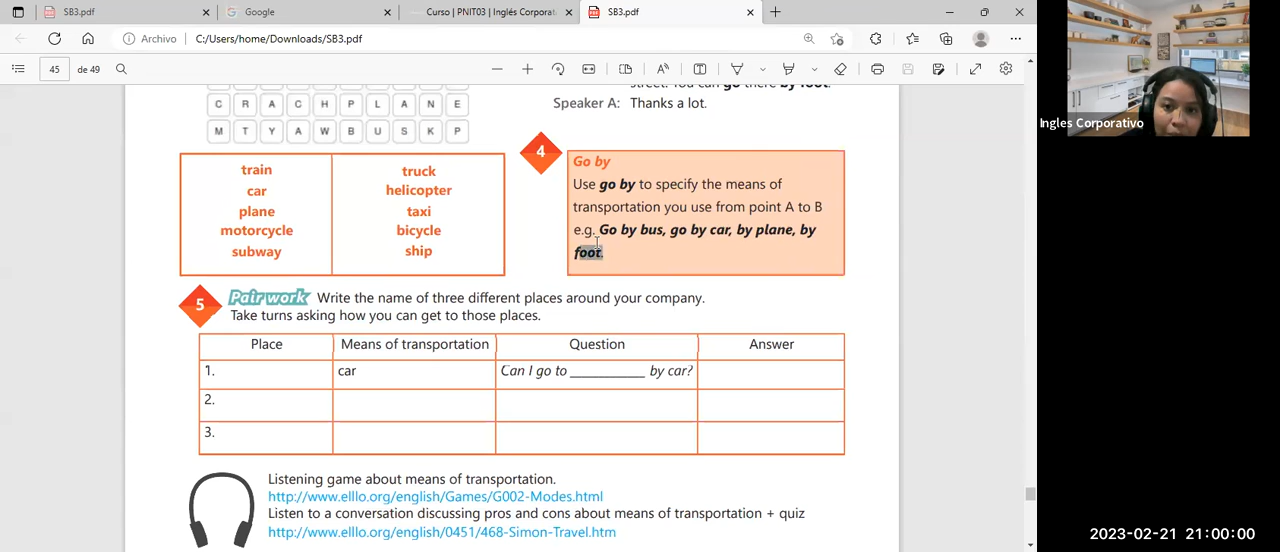 SB3.pdf
Google
Curso | PNIT03 | Inglés Corporat
SB3.pdf
Archivo
C:/Users/home/Downloads/SB3.pdf
45
de 49
street. You can go there by foot.
C R A C H P L A N E
Speaker A: Thanks a lot.
M T Y A W B U S K P
Ingles Corporativo
4
Go by
train
truck
Use go by to specify the means of
car
helicopter
transportation you use from point A to B
plane
taxi
e.g. Go by bus, go by car, by plane, by
motorcycle
bicycle
foot.
subway
ship
5
Pair work Write the name of three different places around your company.
Take turns asking how you can get to those places.
Place
Means of transportation
Question
Answer
1.
car
Can I go to ___________ by car?
2.
3.
Listening game about means of transportation.
http://www.elllo.org/english/Games/G002-Modes.html
Listen to a conversation discussing pros and cons about means of transportation + quiz
http://www.elllo.org/english/0451/468-Simon-Travel.htm
2023-02-21 21:00:00